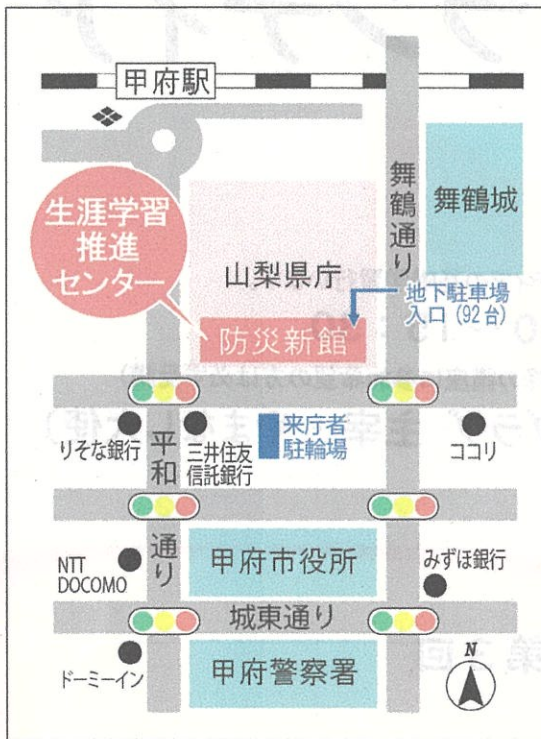 甲府駅
舞鶴通り
舞鶴城
生涯学習
推進
センター
山梨県庁
地下駐車場
入口（92台）
防災新館
りそな銀行
平和通り
三井住友
信託銀行
来庁者
駐輪場
ココリ
NTT
DOCOMO
甲府市役所
みずほ銀行
城東通り
ドーミーイン
甲府警察署
N